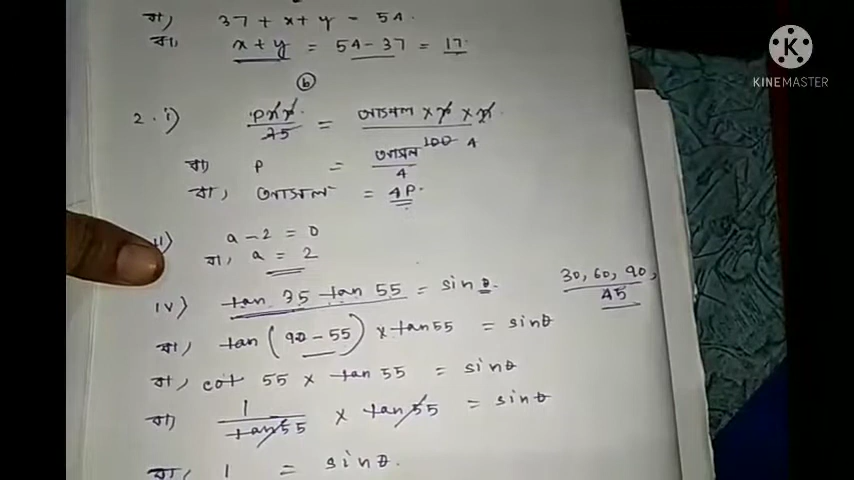 বা, 37 + x + y = 54.
বা, x + y = 54 - 37 = 17.
b
2. i) p x x / 25 = আসল × x × x / 100 4
বা, p = আসল / 4
বা, আসল = 4p.
ii) a - 2 = 0
বা, a = 2
iv) tan 35 tan 55 = sin θ.
30, 60, 90, 45
বা, tan (90 - 55) × tan 55 = sin θ
বা, cot 55 × tan 55 = sin θ
বা, 1 / tan 55 × tan 55 = sin θ
বা, 1 = sin θ.
K
KINEMASTER